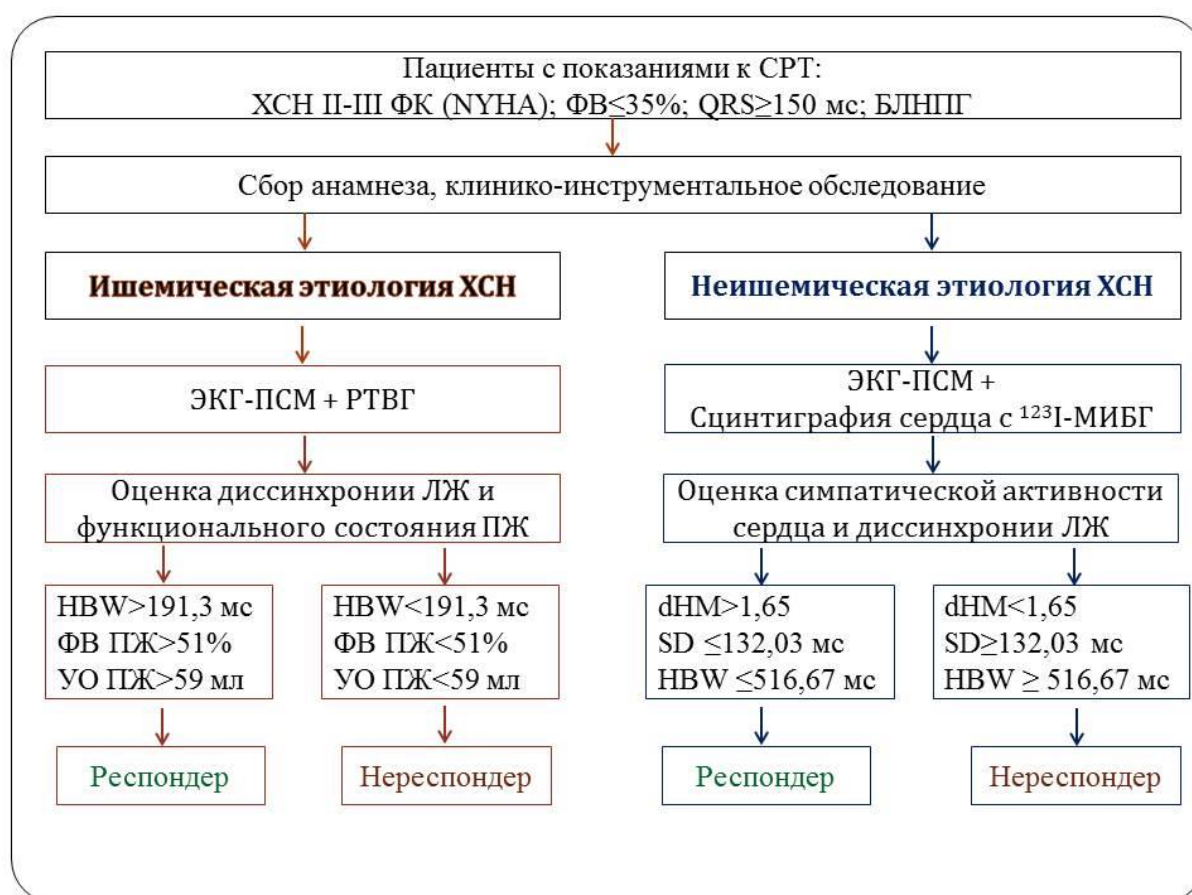 Пациенты с показаниями к СРТ:
ХСН II-III ФК (NYHA); ФВ≤35%; QRS≥150 мс; БЛНПГ
Сбор анамнеза, клинико-инструментальное обследование
Ишемическая этиология ХСН
Неишемическая этиология ХСН
ЭКГ-ПСМ + РТВГ
ЭКГ-ПСМ +
Сцинтиграфия сердца с ¹²³I-МИБГ
Оценка диссинхронии ЛЖ и
функционального состояния ПЖ
Оценка симпатической активности
сердца и диссинхронии ЛЖ
HBW>191,3 мс
ФВ ПЖ>51%
УО ПЖ>59 мл
HBW<191,3 мс
ФВ ПЖ<51%
УО ПЖ<59 мл
dHM>1,65
SD ≤132,03 мс
HBW ≤516,67 мс
dHM<1,65
SD≥132,03 мс
HBW ≥ 516,67 мс
Респондер
Нереспондер
Респондер
Нереспондер